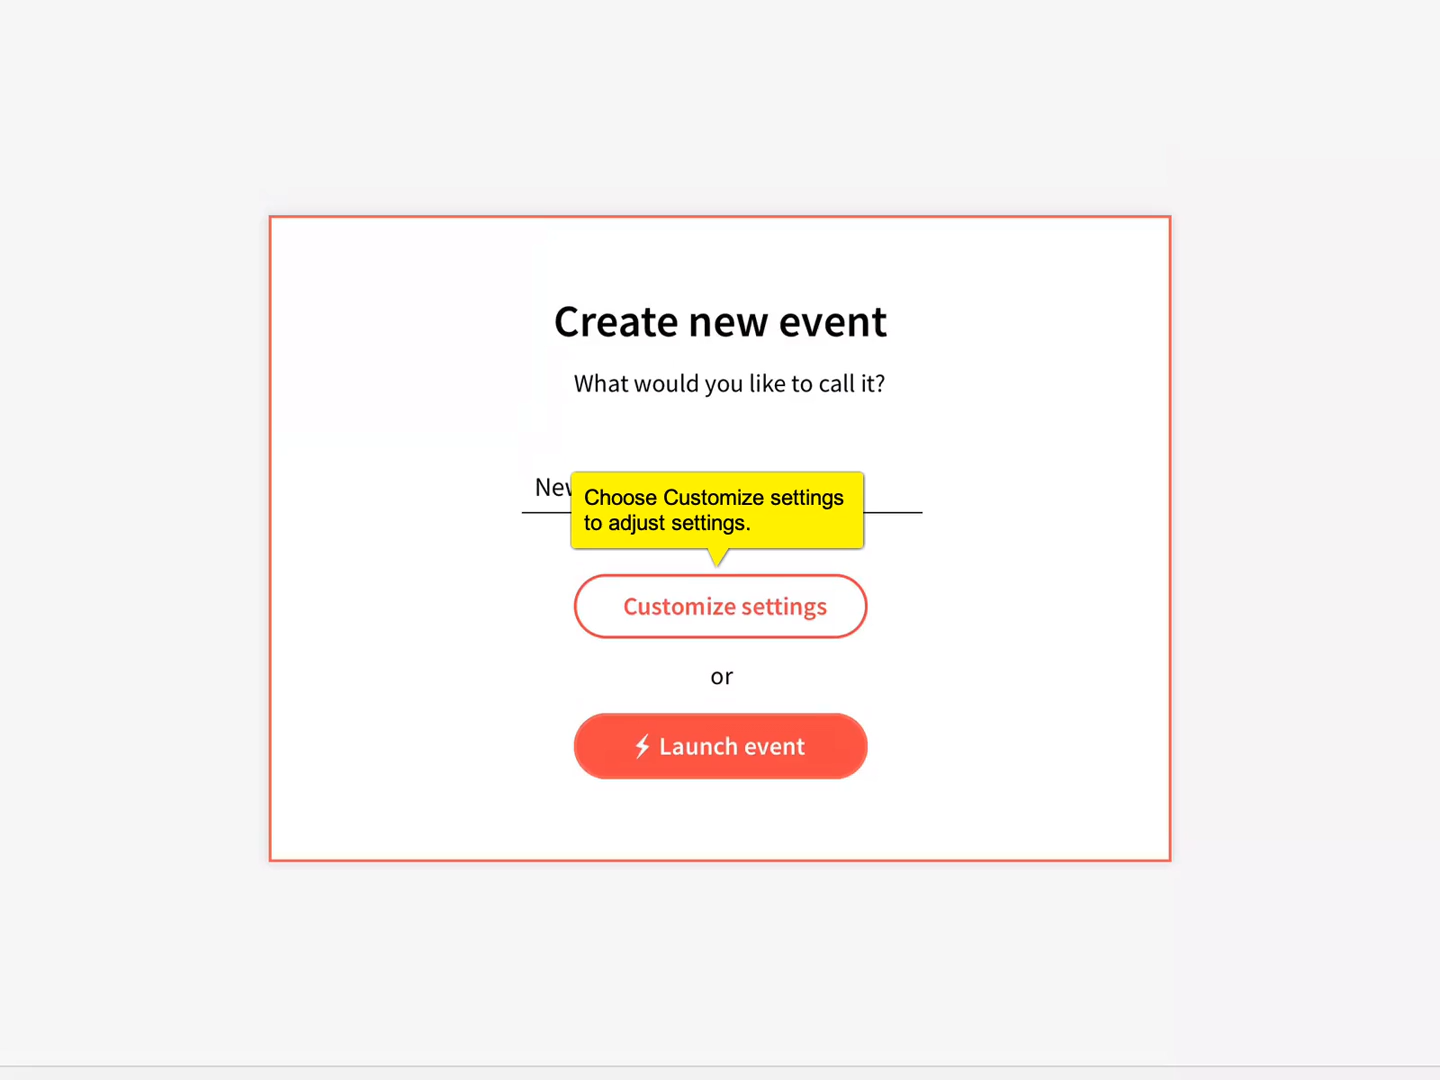 Create new event
What would you like to call it?
Choose Customize settings
to adjust settings.
Customize settings
or
Launch event